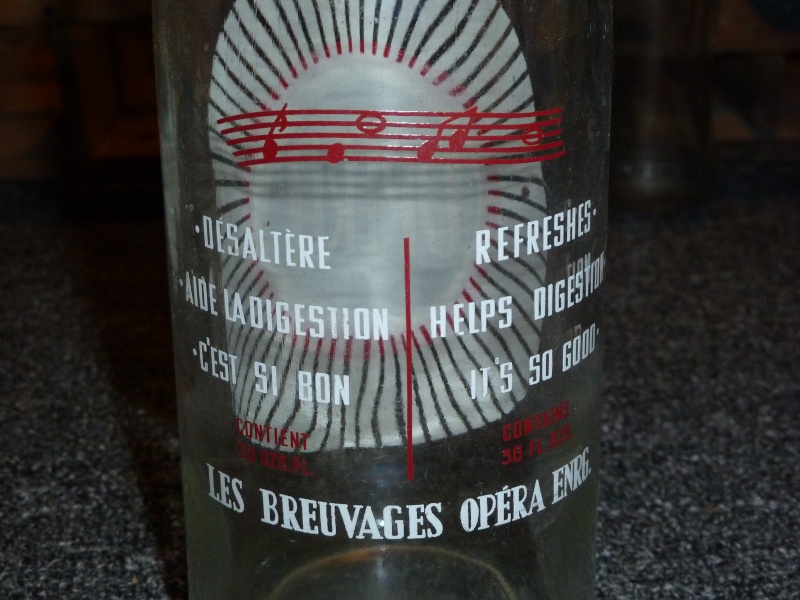 ·DÉSALTÈRE
·AIDE LA DIGESTION
·C'EST SI BON
CONTIENT
30 OZS. FL.
REFRESHES·
HELPS DIGESTION·
IT'S SO GOOD·
CONTAINS
30 FL. OZS.
LES BREUVAGES OPÉRA ENRG.